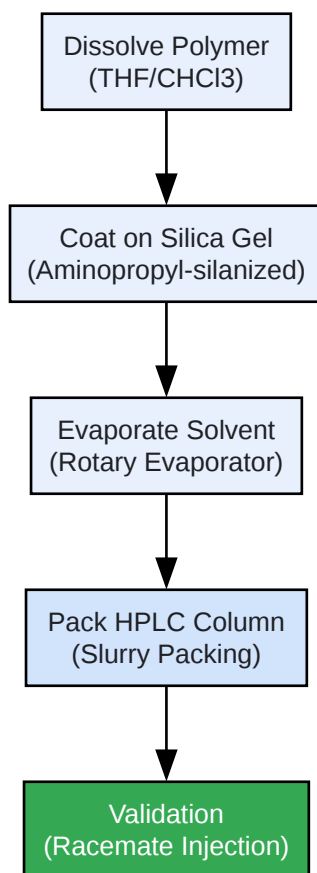 Dissolve Polymer
(THF/CHCl3)
Coat on Silica Gel
(Aminopropyl-silanized)
Evaporate Solvent
(Rotary Evaporator)
Pack HPLC Column
(Slurry Packing)
Validation
(Racemate Injection)